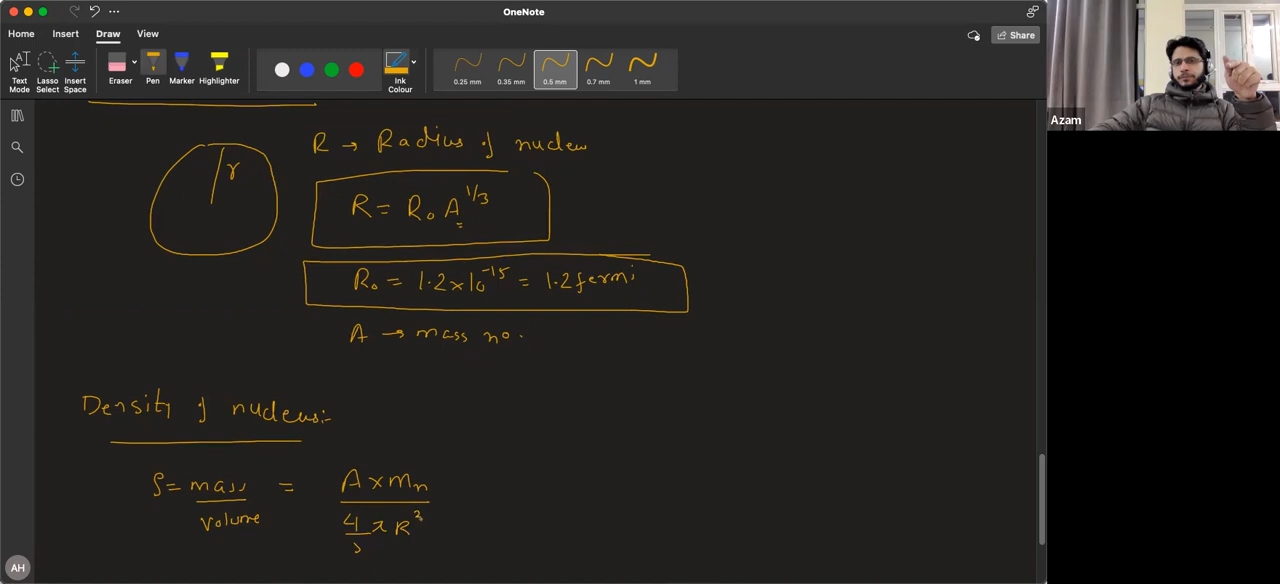 OneNote
Home Insert Draw View
Share
Text Mode
Lasso Select
Insert Space
Eraser
Pen
Marker
Highlighter
Ink Colour
0.25 mm
0.35 mm
0.5 mm
0.7 mm
1 mm
Azam
R → Radius of
r
R = R₀ A^1/3
R₀ = 1.2 x 10^-15 = 1.2 fermi
A → mass no.
Density of nucleus:-
ρ = mass / volume = A x mn / 4/3 π R³
AH